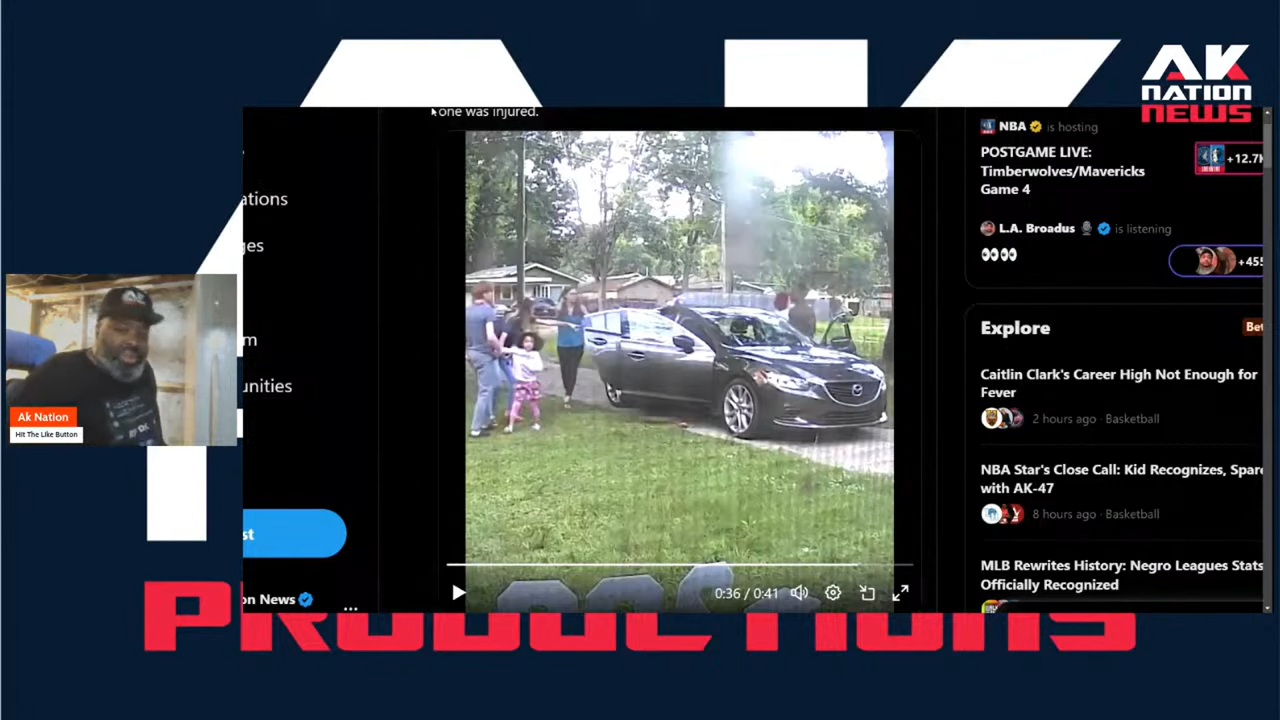 AK
NATION
NEWS
one was injured.
NBA is hosting
POSTGAME LIVE:
Timberwolves/Mavericks
Game 4
+12.7K
L.A. Broadus is listening
+455
ations
ges
m
unities
st
on News
Explore
Bet
Caitlin Clark's Career High Not Enough for
Fever
2 hours ago · Basketball
NBA Star's Close Call: Kid Recognizes, Spare
with AK-47
8 hours ago · Basketball
MLB Rewrites History: Negro Leagues Stats
Officially Recognized
0:36 / 0:41
Ak Nation
Hit The Like Button
PRODUCTIONS